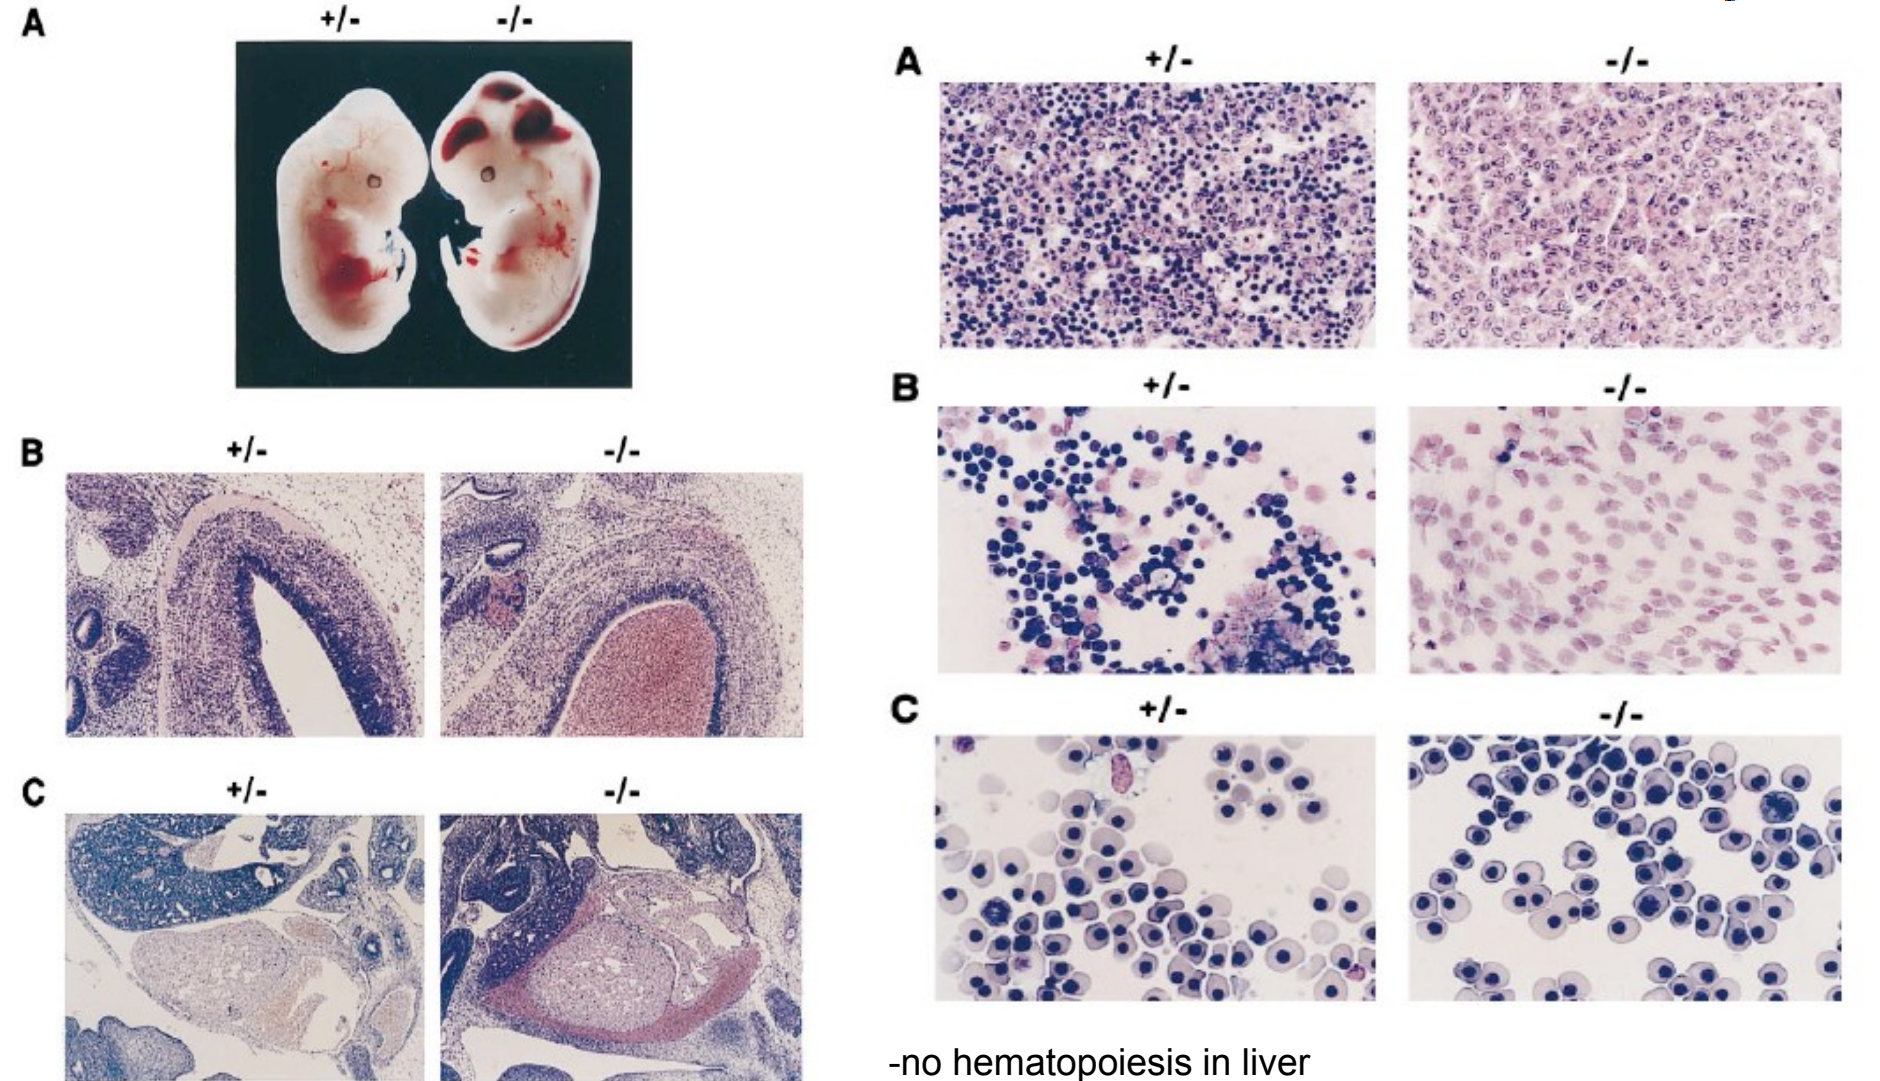 A
+/-
-/-
B
+/-
-/-
C
+/-
-/-
A
+/-
-/-
B
+/-
-/-
C
+/-
-/-
-no hematopoiesis in liver